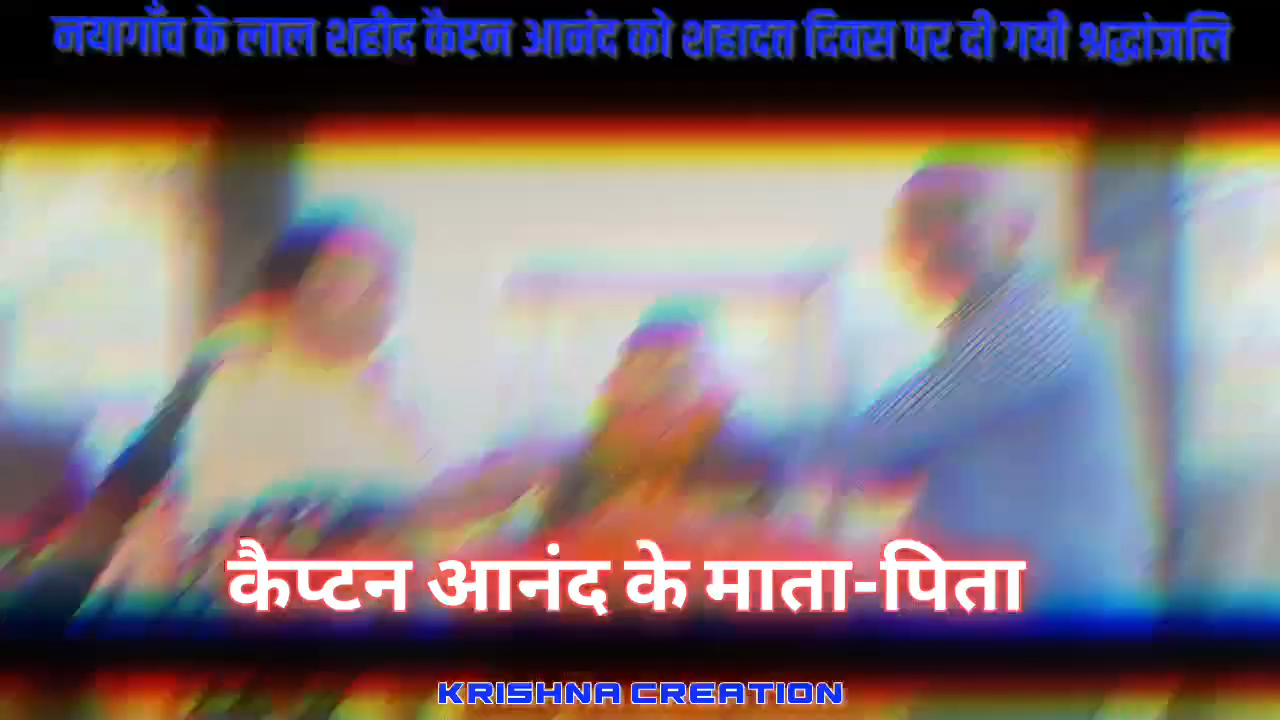 नयागाँव के लाल शहीद कैप्टन आनंद को शहादत दिवस पर दी गयी श्रद्धांजलि
कैप्टन आनंद के माता-पिता
KRISHNA CREATION